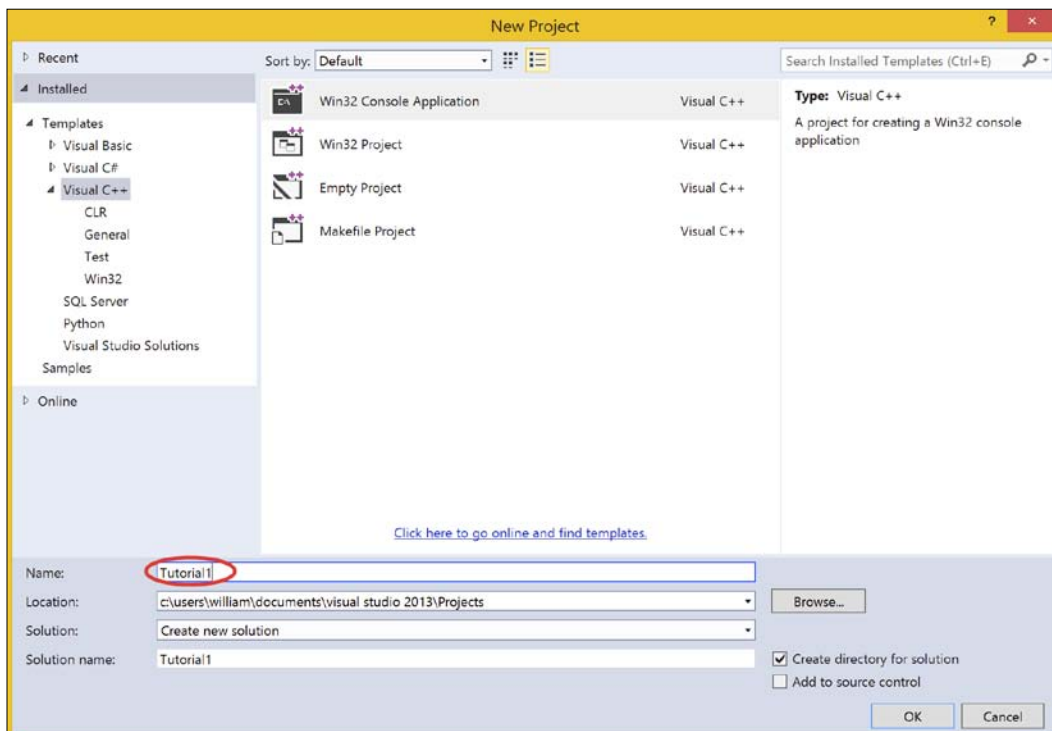 New Project
?
Recent
Installed
Templates
Visual Basic
Visual C#
Visual C++
CLR
General
Test
Win32
SQL Server
Python
Visual Studio Solutions
Samples
Online
Sort by: Default
Win32 Console Application Visual C++
Win32 Project Visual C++
Empty Project Visual C++
Makefile Project Visual C++
Click here to go online and find templates.
Search Installed Templates (Ctrl+E)
Type: Visual C++
A project for creating a Win32 console
application
Name: Tutorial1
Location: c:\users\william\documents\visual studio 2013\Projects
Browse...
Solution: Create new solution
Solution name: Tutorial1
Create directory for solution
Add to source control
OK Cancel